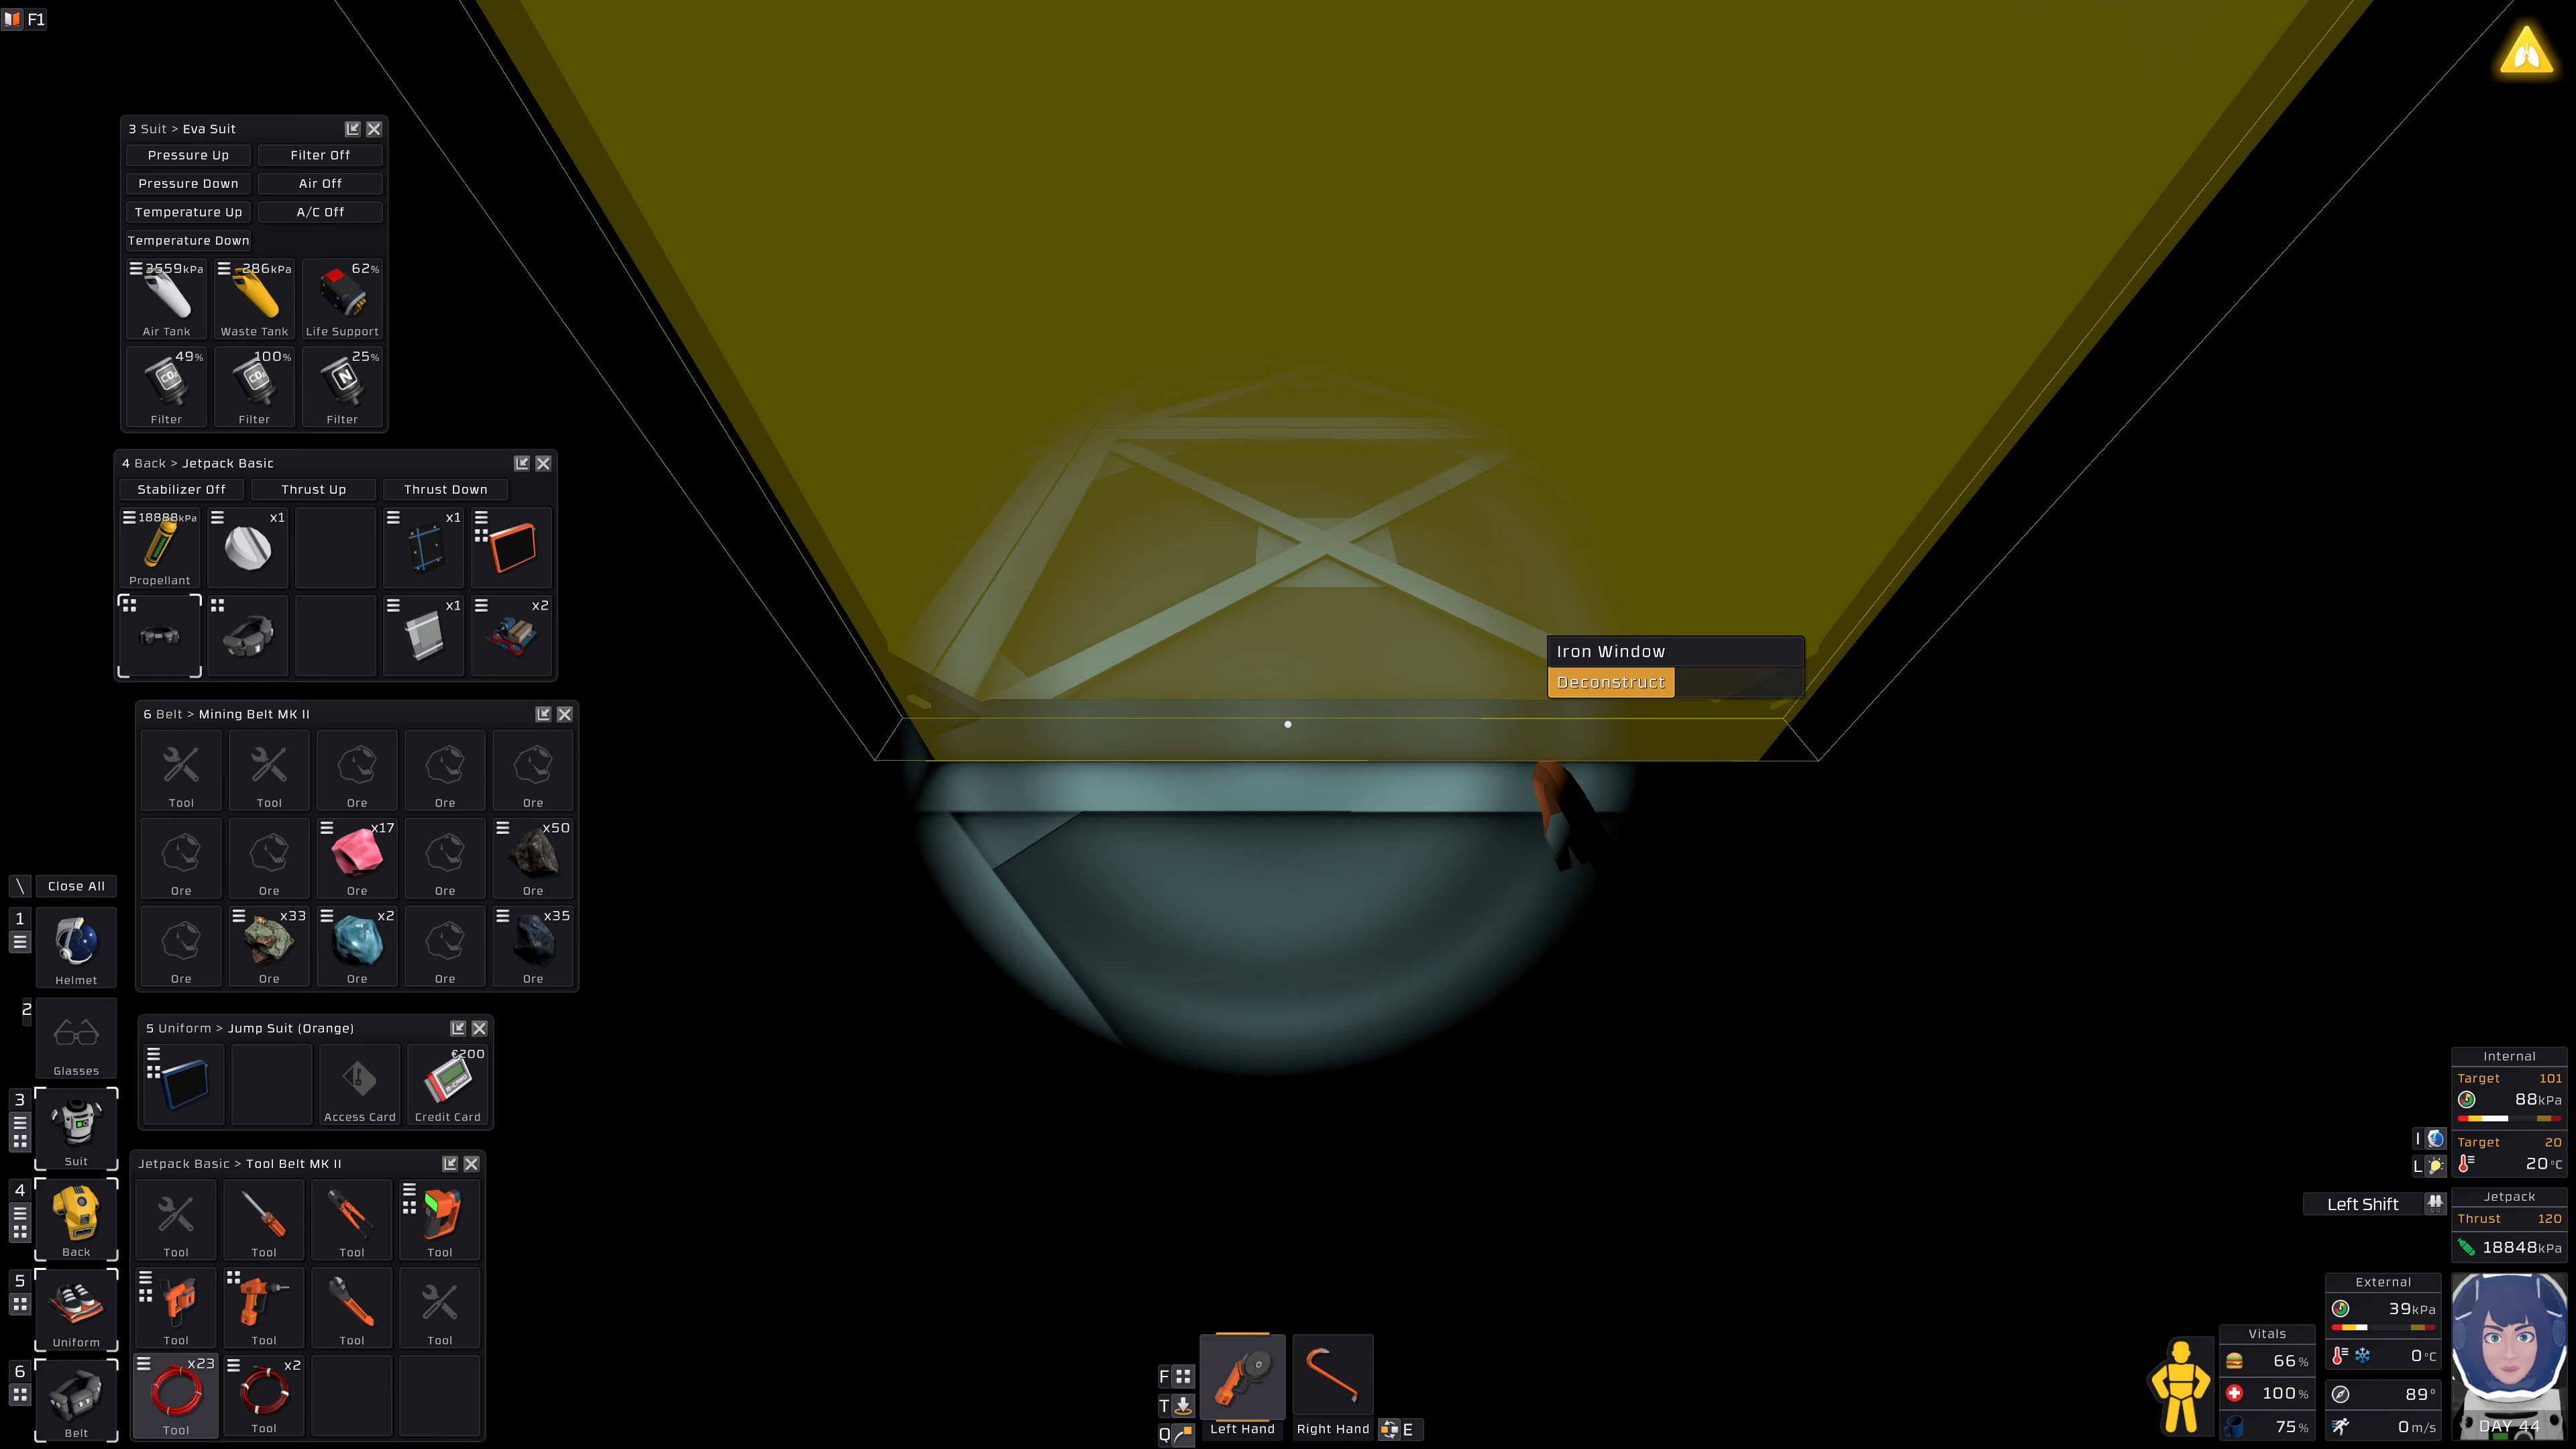 F1
3 Suit > Eva Suit
Pressure Up Filter Off
Pressure Down Air Off
Temperature Up A/C Off
Temperature Down
3559kPa 286kPa 62%
Air Tank Waste Tank Life Support
49% 100% 25%
CO₂ CO₂ N
Filter Filter Filter
4 Back > Jetpack Basic
Stabilizer Off Thrust Up Thrust Down
18888kPa x1 x1
Propellant
x1 x2
Iron Window
Deconstruct
6 Belt > Mining Belt MK II
Tool Tool Ore Ore Ore
x17 x50
Ore Ore Ore Ore Ore
x33 x2 x35
Ore Ore Ore Ore Ore
\ Close All
1
Helmet
2
Glasses
3
Suit
4
Back
5
Uniform
6
Belt
5 Uniform > Jump Suit (Orange)
€200
Access Card Credit Card
Jetpack Basic > Tool Belt MK II
Tool Tool Tool Tool
Tool Tool Tool Tool
x23 x2
Tool Tool
F
T
Q
Left Hand Right Hand E
Internal
Target 101
88kPa
I
Target 20
L 20°C
Left Shift
Jetpack
Thrust 120
18848kPa
External
39kPa
0°C
89°
0m/s
Vitals
66%
100%
75%
DAY 44